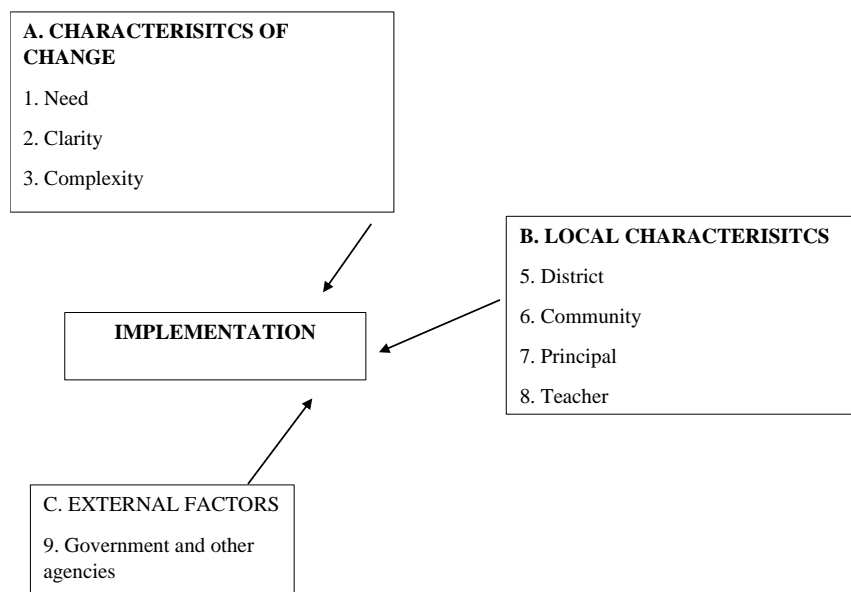 A. CHARACTERISITCS OF
CHANGE
1. Need
2. Clarity
3. Complexity
B. LOCAL CHARACTERISITCS
5. District
6. Community
7. Principal
8. Teacher
IMPLEMENTATION
C. EXTERNAL FACTORS
9. Government and other
agencies